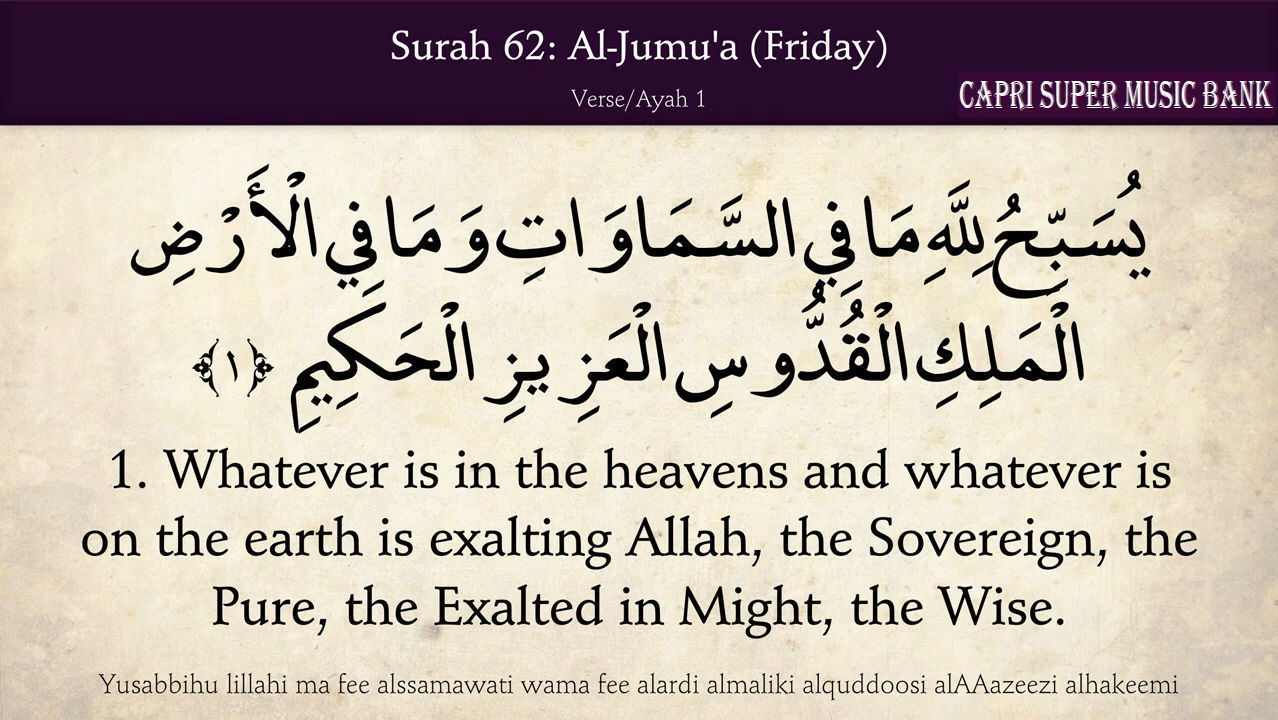 Surah 62: Al-Jumu'a (Friday)
Verse/Ayah 1
CAPRI SUPER MUSIC BANK
يُسَبِّحُ لِلَّهِ مَا فِي السَّمَاوَاتِ وَمَا فِي الْأَرْضِ
الْمَلِكِ الْقُدُّوسِ الْعَزِيزِ الْحَكِيمِ ﴿١﴾
1. Whatever is in the heavens and whatever is
on the earth is exalting Allah, the Sovereign, the
Pure, the Exalted in Might, the Wise.
Yusabbihu lillahi ma fee alssamawati wama fee alardi almaliki alquddoosi alAAazeezi alhakeemi